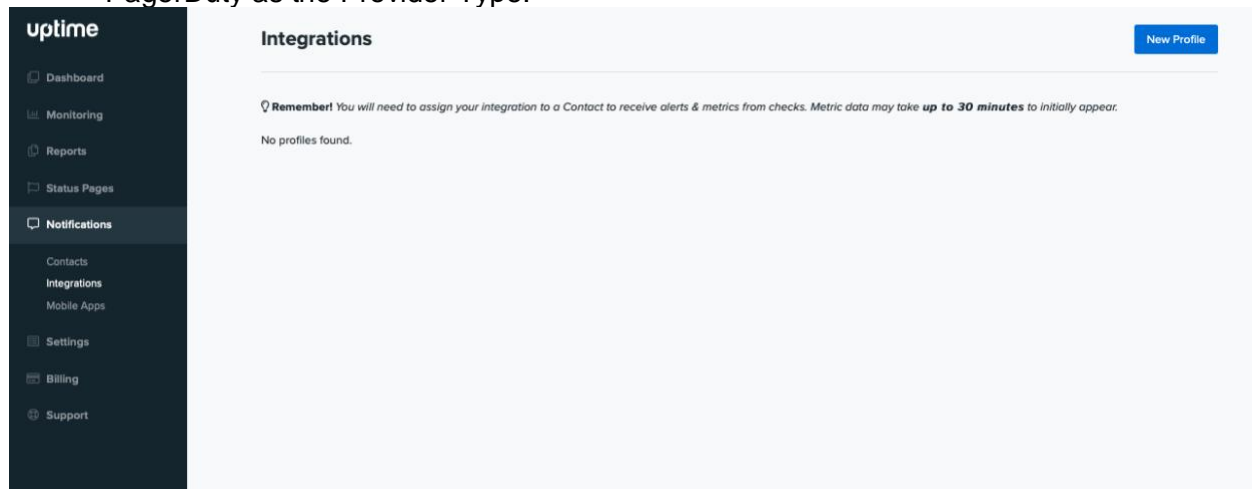 PagerDuty as the Provider Type.
uptime
Integrations
New Profile
Dashboard
Monitoring
Reports
Status Pages
Notifications
Contacts
Integrations
Mobile Apps
Settings
Billing
Support
Remember! You will need to assign your integration to a Contact to receive alerts & metrics from checks. Metric data may take up to 30 minutes to initially appear.
No profiles found.